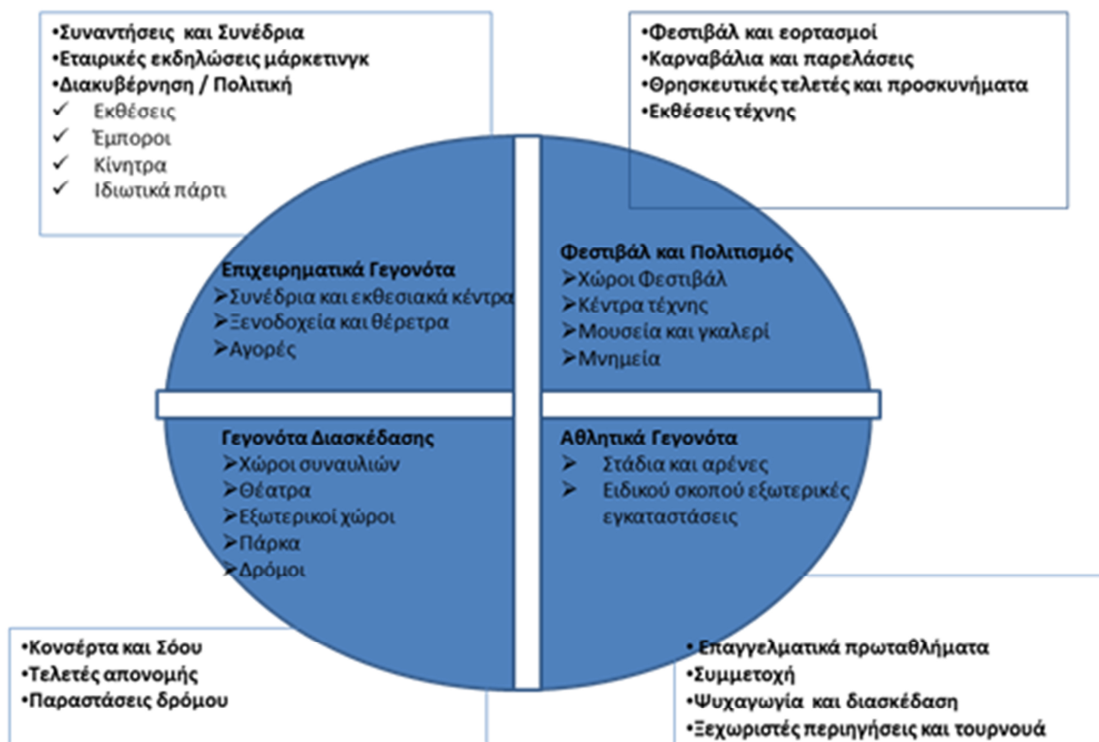 •Συναντήσεις και Συνέδρια
•Εταιρικές εκδηλώσεις μάρκετινγκ
•Διακυβέρνηση / Πολιτική
✓ Εκθέσεις
✓ Έμποροι
✓ Κίνητρα
✓ Ιδιωτικά πάρτι
•Φεστιβάλ και εορτασμοί
•Καρναβάλια και παρελάσεις
•Θρησκευτικές τελετές και προσκυνήματα
•Εκθέσεις τέχνης
Επιχειρηματικά Γεγονότα
➢Συνέδρια και εκθεσιακά κέντρα
➢Ξενοδοχεία και θέρετρα
➢Αγορές
Φεστιβάλ και Πολιτισμός
➢Χώροι Φεστιβάλ
➢Κέντρα τέχνης
➢Μουσεία και γκαλερί
➢Μνημεία
Γεγονότα Διασκέδασης
➢Χώροι συναυλιών
➢Θέατρα
➢Εξωτερικοί χώροι
➢Πάρκα
➢Δρόμοι
Αθλητικά Γεγονότα
➢ Στάδια και αρένες
➢ Ειδικού σκοπού εξωτερικές
εγκαταστάσεις
•Κονσέρτα και Σόου
•Τελετές απονομής
•Παραστάσεις δρόμου
•Επαγγελματικά πρωταθλήματα
•Συμμετοχή
•Ψυχαγωγία και διασκέδαση
•Ξεχωριστές περιηγήσεις και τουρνουά